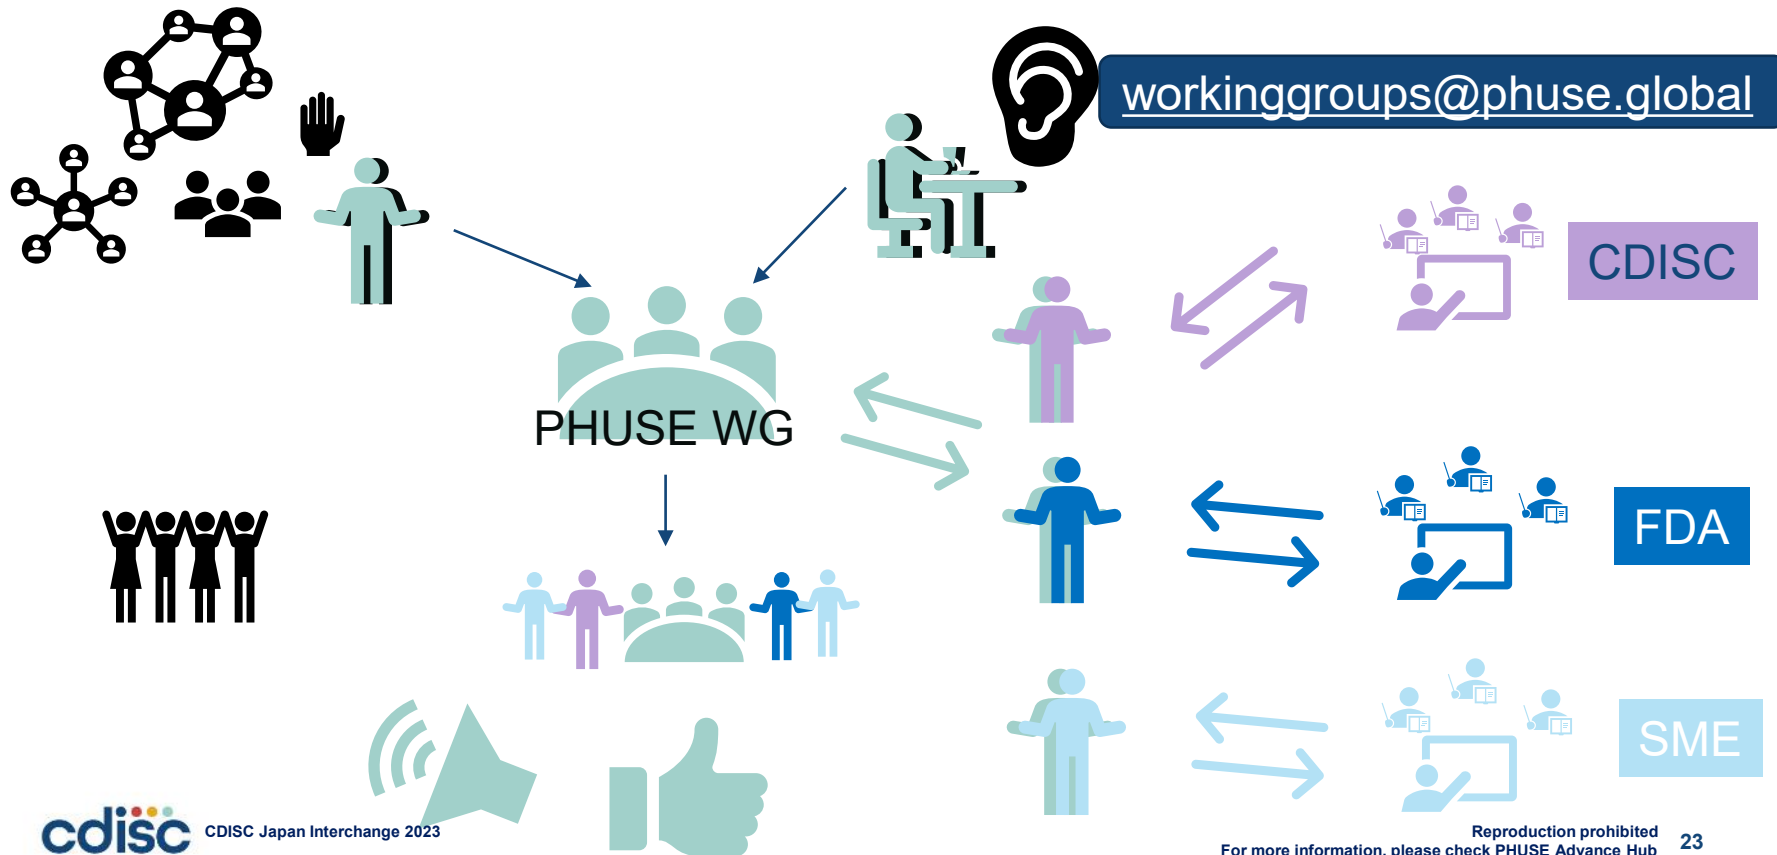 workinggroups@phuse.global
CDISC
PHUSE WG
FDA
SME
cdisc
CDISC Japan Interchange 2023
Reproduction prohibited
For more information, please check PHUSE Advance Hub
23